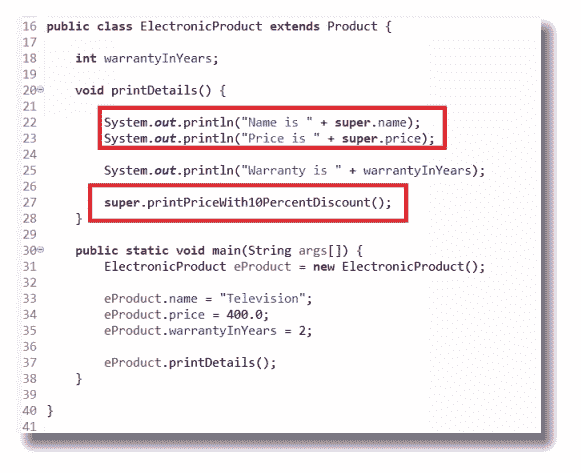 16 public class ElectronicProduct extends Product {
17
18     int warrantyInYears;
19
20     void printDetails() {
21
22         System.out.println("Name is " + super.name);
23         System.out.println("Price is " + super.price);
24
25         System.out.println("Warranty is " + warrantyInYears);
26
27         super.printPriceWith10PercentDiscount();
28     }
29
30     public static void main(String args[]) {
31         ElectronicProduct eProduct = new ElectronicProduct();
32
33         eProduct.name = "Television";
34         eProduct.price = 400.0;
35         eProduct.warrantyInYears = 2;
36
37         eProduct.printDetails();
38     }
39
40 }
41